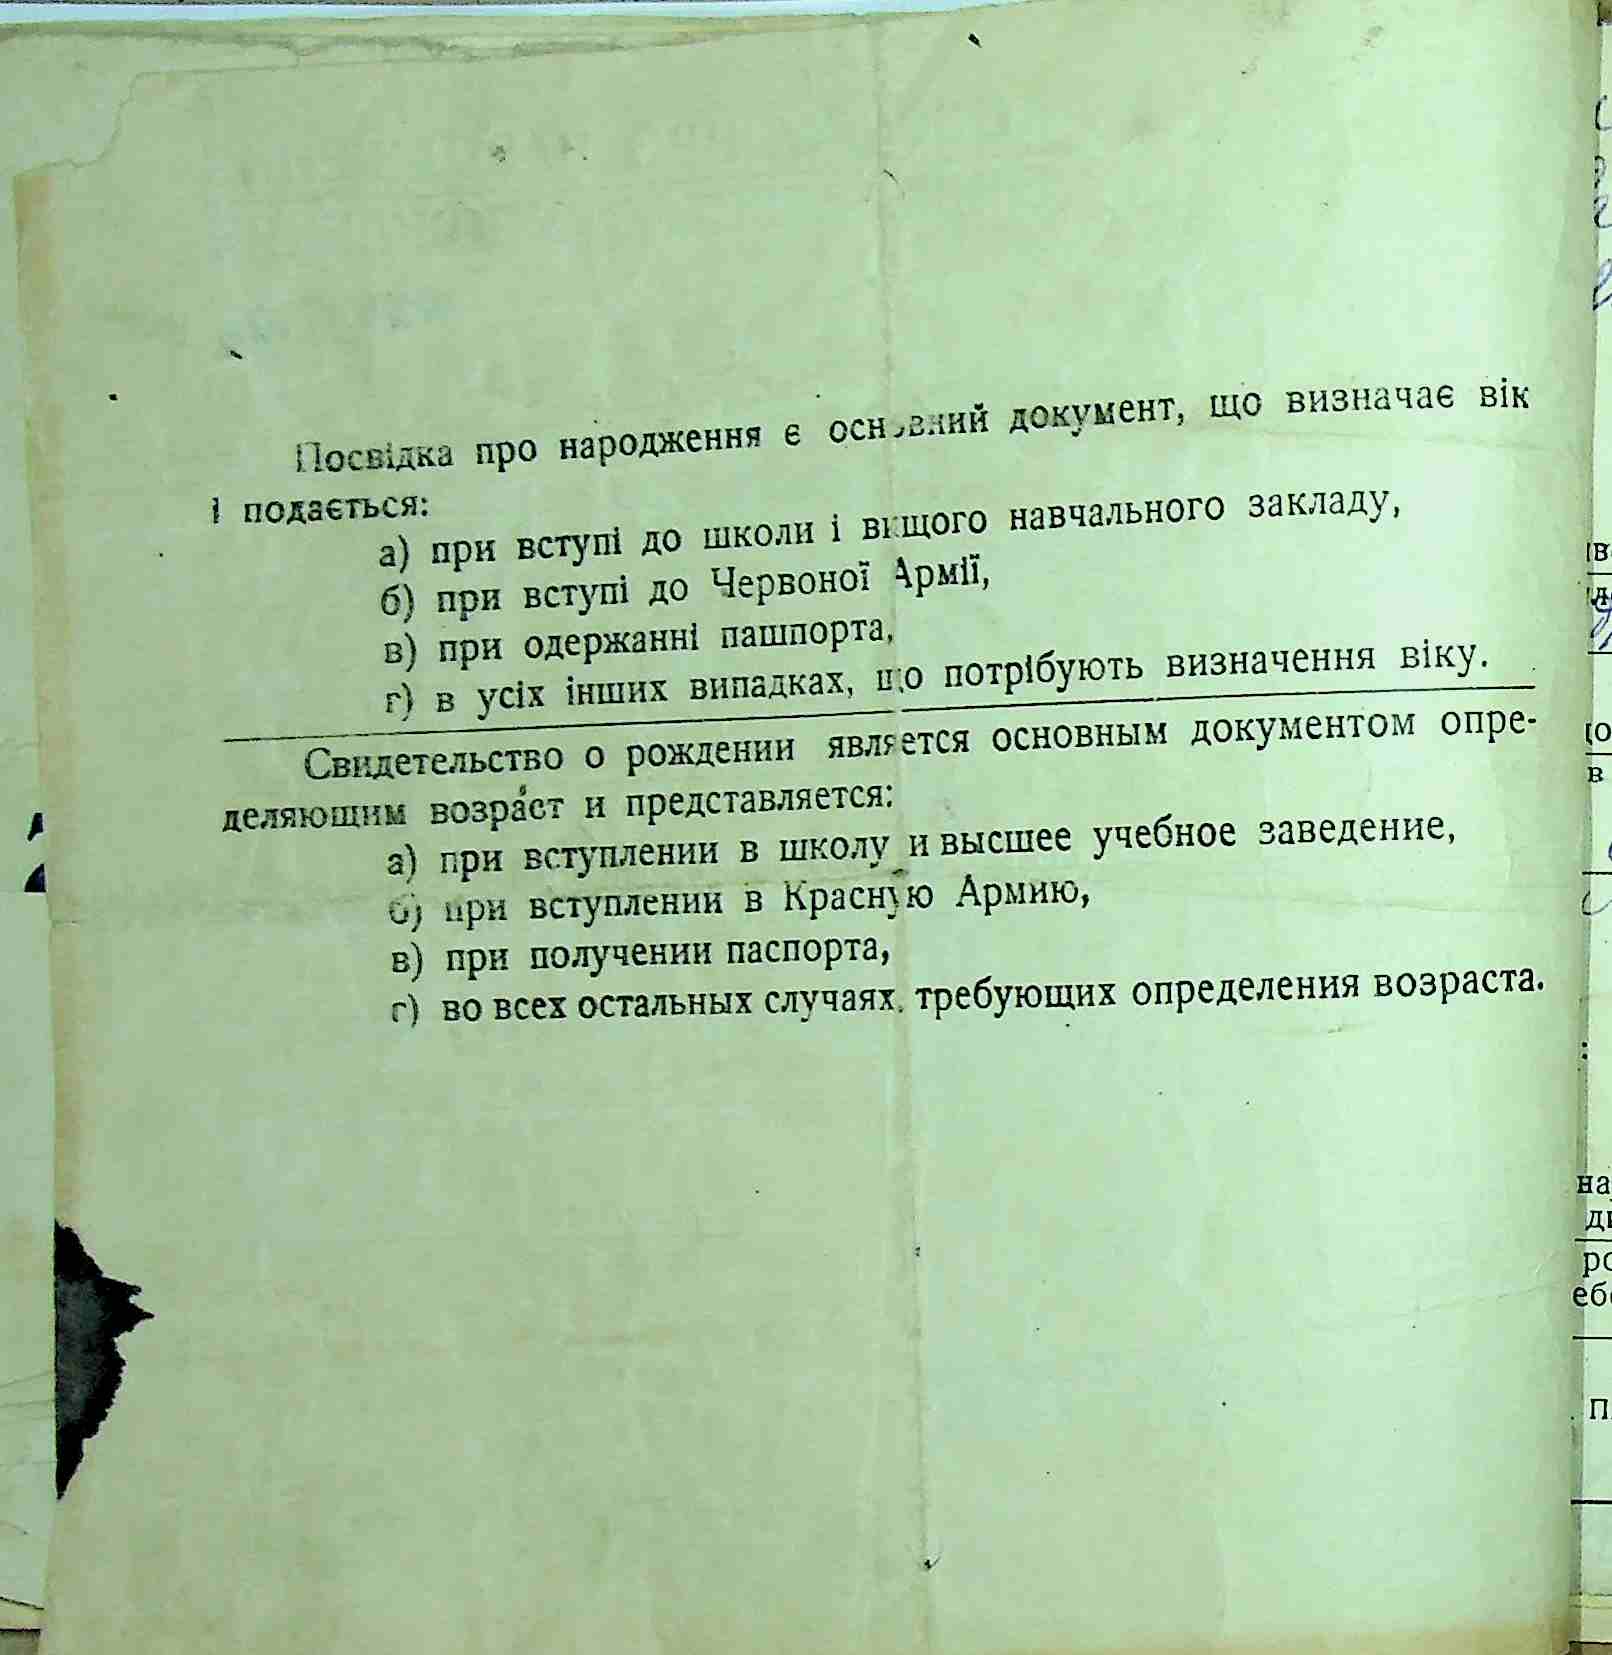 Посвідка про народження є основний документ, що визначає вік
і подається:
а) при вступі до школи і вищого навчального закладу,
б) при вступі до Червоної Армії,
в) при одержанні пашпорта,
г) в усіх інших випадках, що потрібують визначення віку.
Свидетельство о рождении является основным документом опре-
деляющим возраст и представляется:
а) при вступлении в школу и высшее учебное заведение,
б) при вступлении в Красную Армию,
в) при получении паспорта,
г) во всех остальных случаях, требующих определения возраста.